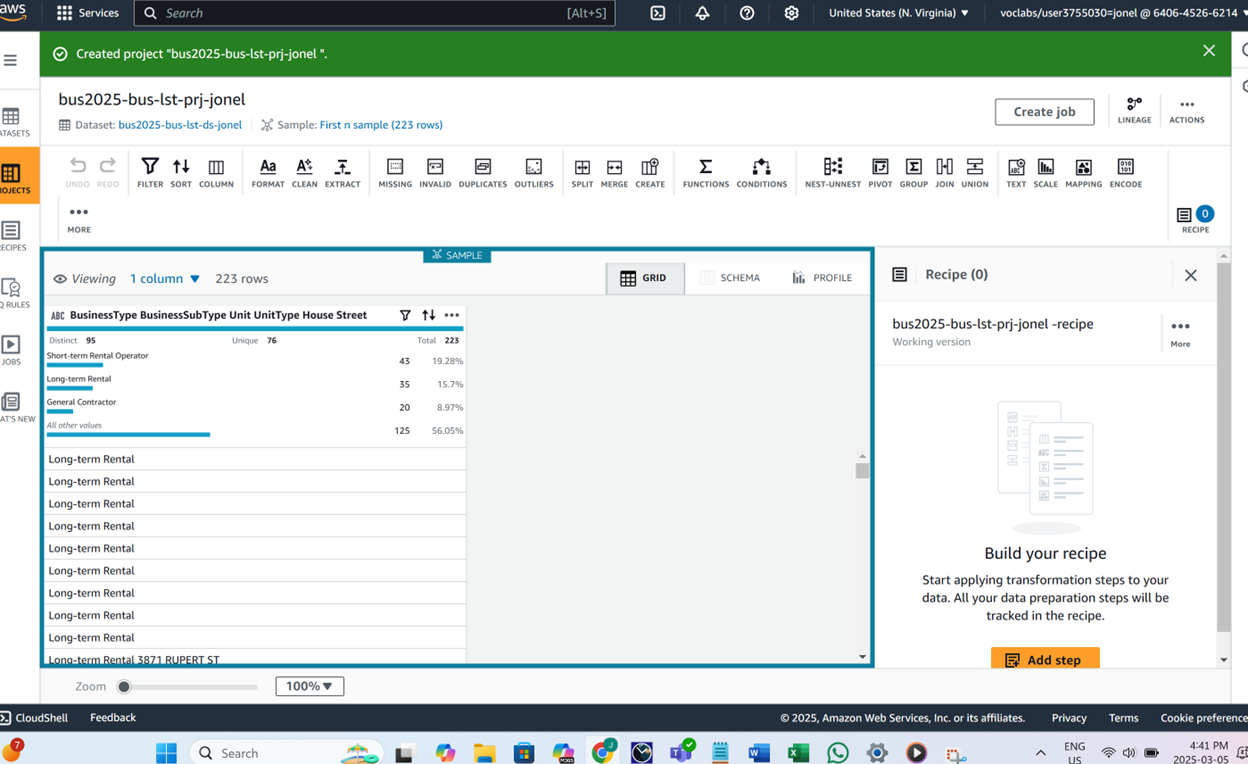 aws
Services
Search
[Alt+S]
United States (N. Virginia) ▼
voclabs/user3755030=jonel @ 6406-4526-6214
Created project "bus2025-bus-lst-prj-jonel ".
bus2025-bus-lst-prj-jonel
Dataset: bus2025-bus-lst-ds-jonel
Sample: First n sample (223 rows)
Create job
LINEAGE
ACTIONS
ATASETS
ROJECTS
ECIPES
Q RULES
JOBS
AT'S NEW
UNDO REDO FILTER SORT COLUMN FORMAT CLEAN EXTRACT MISSING INVALID DUPLICATES OUTLIERS SPLIT MERGE CREATE FUNCTIONS CONDITIONS NEST-UNNEST PIVOT GROUP JOIN UNION TEXT SCALE MAPPING ENCODE
MORE
0
RECIPE
SAMPLE
Viewing 1 column ▼ 223 rows
GRID SCHEMA PROFILE
ABC BusinessType BusinessSubType Unit UnitType House Street
Distinct 95 Unique 76 Total 223
Short-term Rental Operator 43 19.28%
Long-term Rental 35 15.7%
General Contractor 20 8.97%
All other values 125 56.05%
Long-term Rental
Long-term Rental
Long-term Rental
Long-term Rental
Long-term Rental
Long-term Rental
Long-term Rental
Long-term Rental
Long-term Rental
Long-term Rental 3871 RUPERT ST
Zoom
100% ▼
Recipe (0)
bus2025-bus-lst-prj-jonel -recipe
Working version
More
ABC
Build your recipe
Start applying transformation steps to your
data. All your data preparation steps will be
tracked in the recipe.
Add step
CloudShell
Feedback
© 2025, Amazon Web Services, Inc. or its affiliates.
Privacy
Terms
Cookie preference
7
Search
M365
J
ENG
US
4:41 PM
2025-03-05